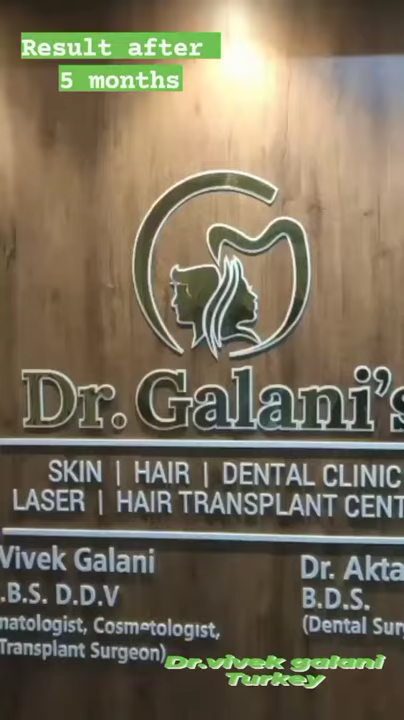 Result after
5 months
Dr. Galani's
SKIN | HAIR | DENTAL CLINIC
LASER | HAIR TRANSPLANT CENT
Vivek Galani
Dr. Akta
.B.S. D.D.V
B.D.S.
natologist, Cosmetologist,
(Dental Sur
Transplant Surgeon)
Dr.vivek galani
Turkey